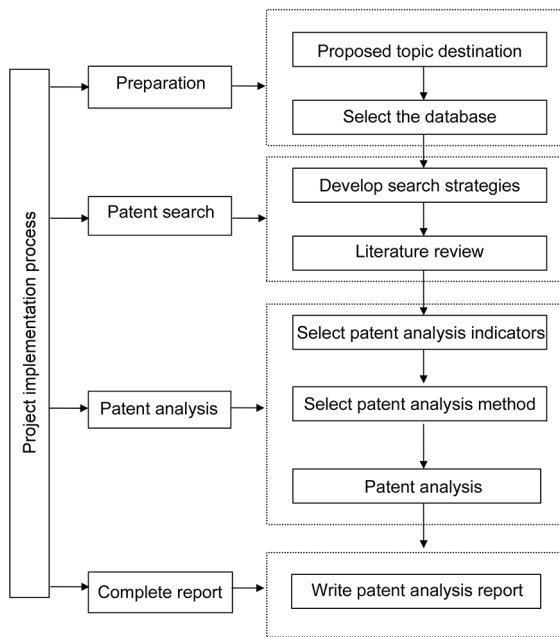 Project implementation process
Preparation
Proposed topic destination
Select the database
Patent search
Develop search strategies
Literature review
Patent analysis
Select patent analysis indicators
Select patent analysis method
Patent analysis
Complete report
Write patent analysis report